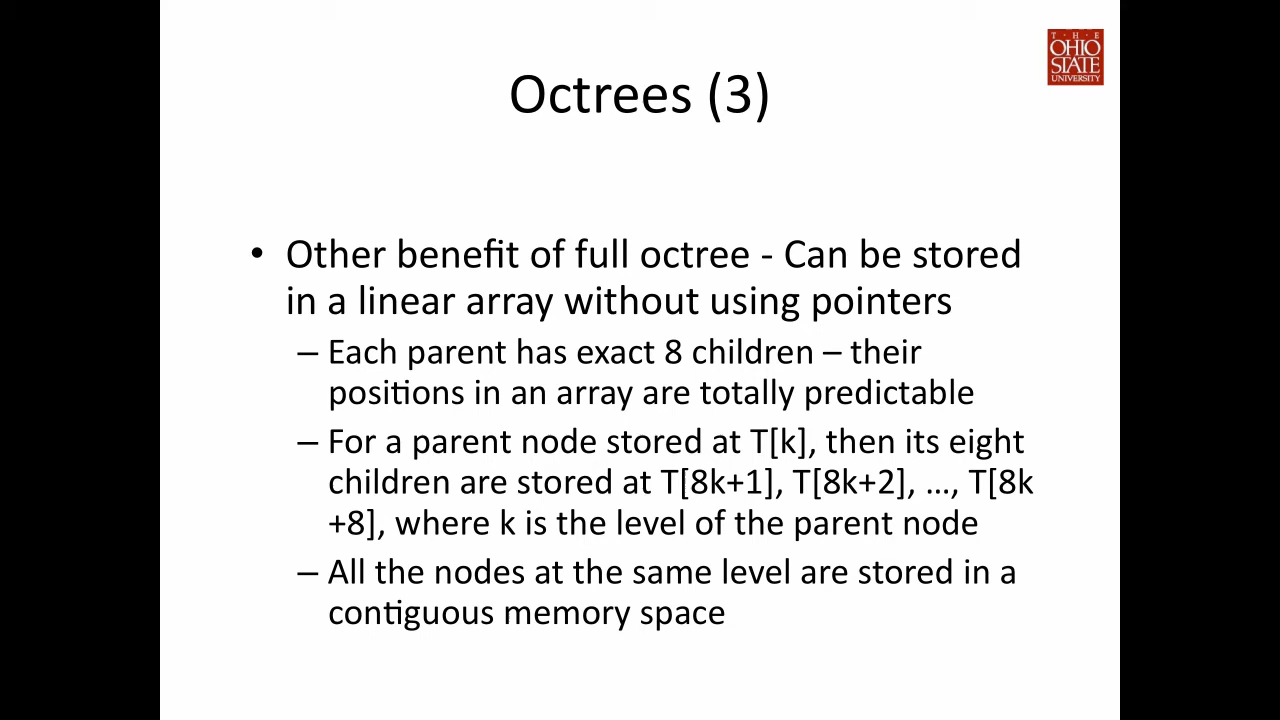 T · H · E
OHIO
STATE
UNIVERSITY
Octrees (3)
• Other benefit of full octree - Can be stored
in a linear array without using pointers
– Each parent has exact 8 children – their
positions in an array are totally predictable
– For a parent node stored at T[k], then its eight
children are stored at T[8k+1], T[8k+2], …, T[8k
+8], where k is the level of the parent node
– All the nodes at the same level are stored in a
contiguous memory space